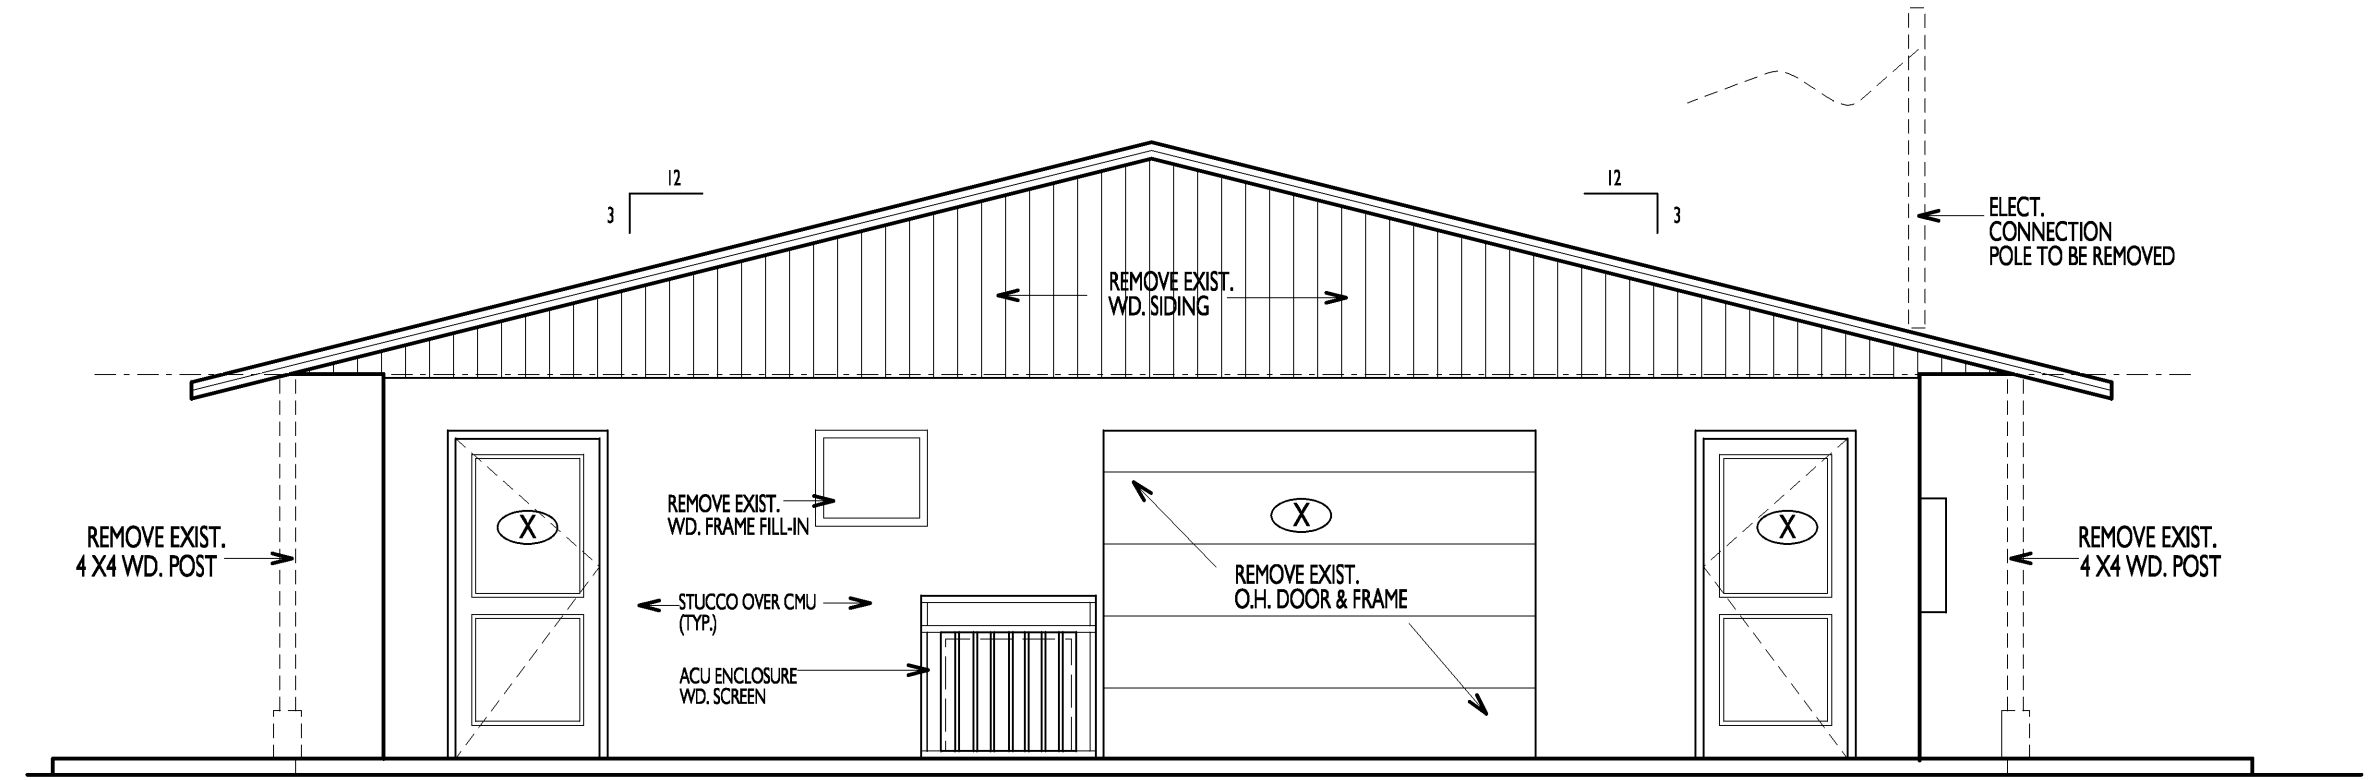 12
3
12
3
ELECT.
CONNECTION
POLE TO BE REMOVED
REMOVE EXIST.
WD. SIDING
REMOVE EXIST.
WD. FRAME FILL-IN
X
X
X
REMOVE EXIST.
4 X4 WD. POST
REMOVE EXIST.
4 X4 WD. POST
REMOVE EXIST.
O.H. DOOR & FRAME
STUCCO OVER CMU
(TYP.)
ACU ENCLOSURE
WD. SCREEN